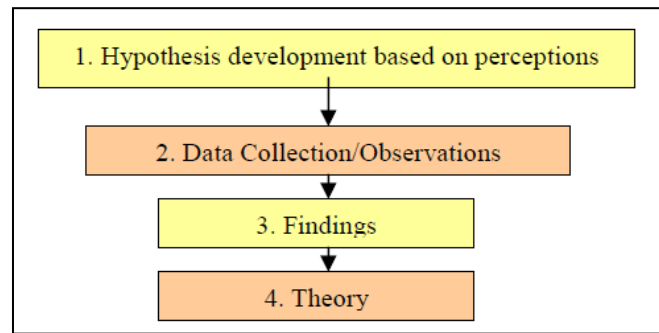 1. Hypothesis development based on perceptions
2. Data Collection/Observations
3. Findings
4. Theory